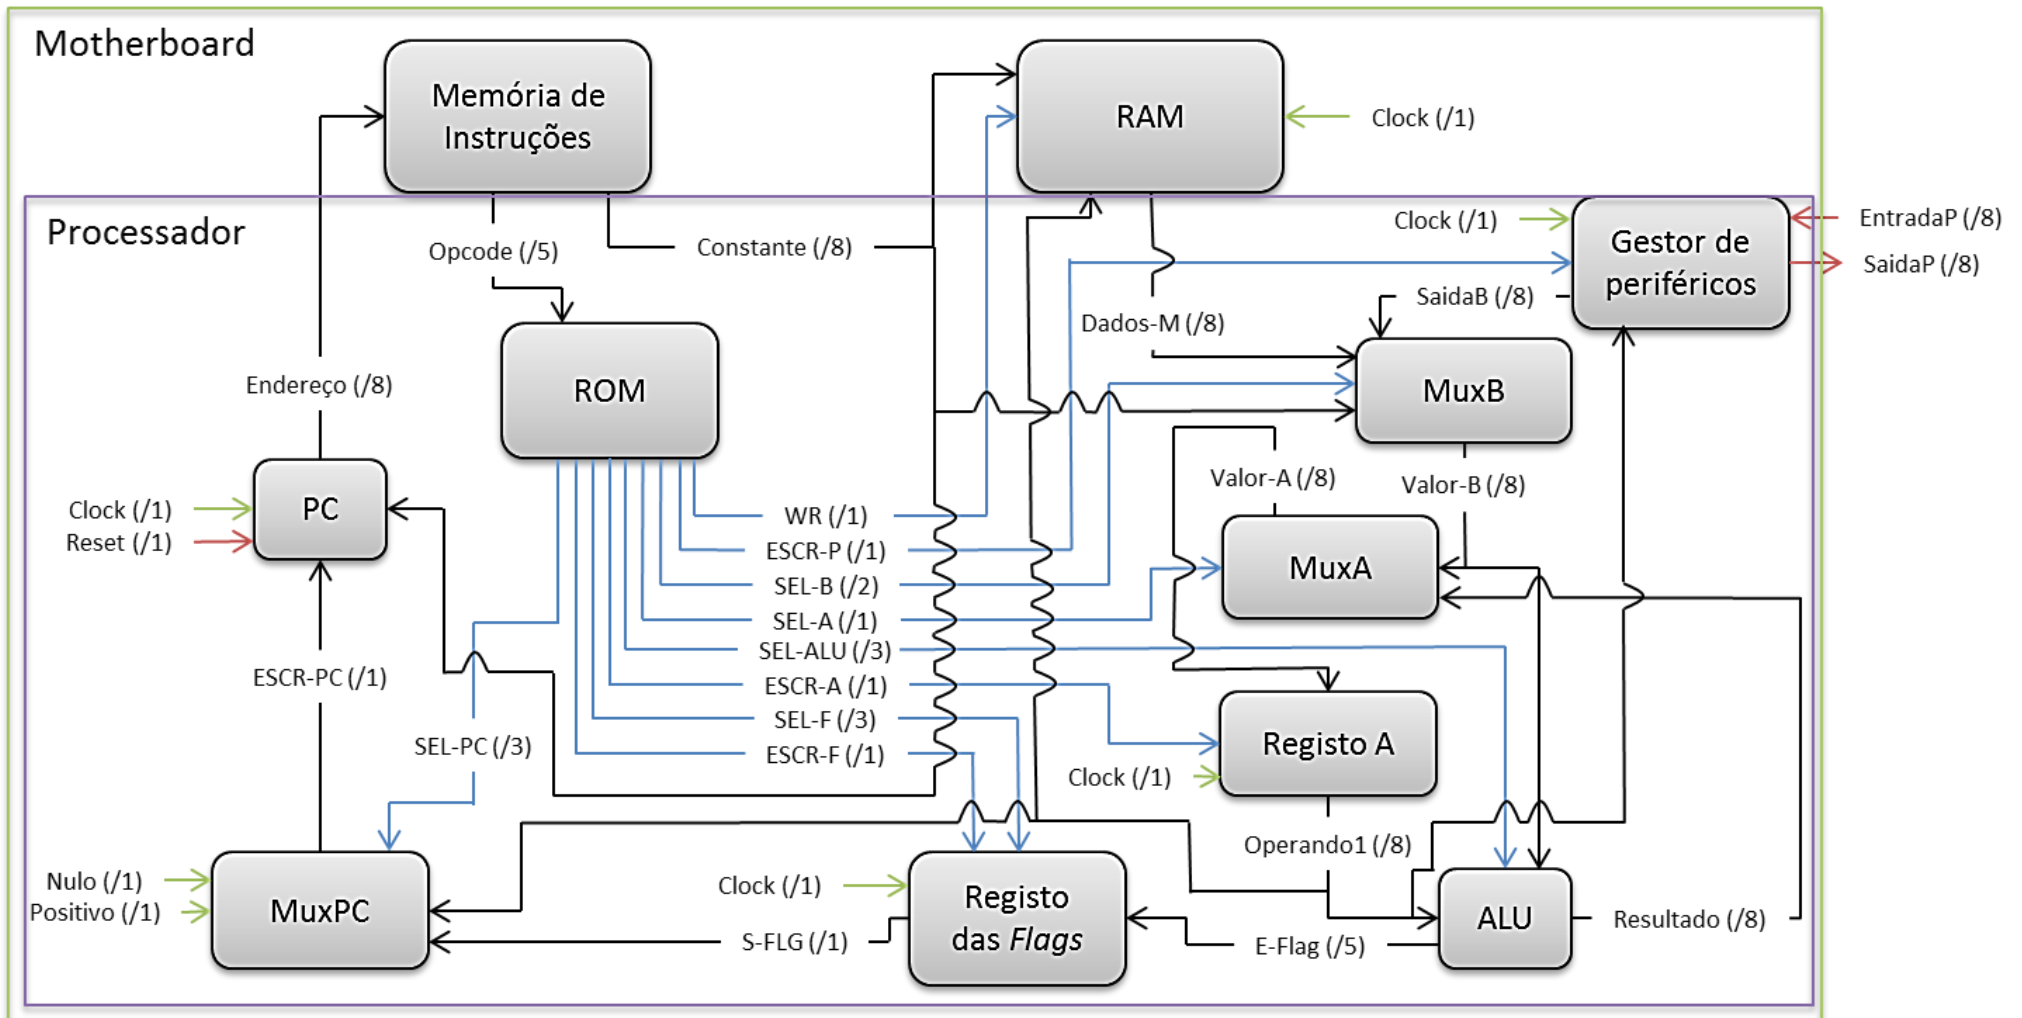 Motherboard
Memória de
Instruções
RAM
Clock (/1)
Processador
Clock (/1)
Gestor de
periféricos
EntradaP (/8)
SaidaP (/8)
Opcode (/5)
Constante (/8)
SaidaB (/8)
Dados-M (/8)
ROM
MuxB
Endereço (/8)
Valor-A (/8)
Valor-B (/8)
PC
Clock (/1)
Reset (/1)
WR (/1)
ESCR-P (/1)
SEL-B (/2)
SEL-A (/1)
SEL-ALU (/3)
ESCR-A (/1)
SEL-F (/3)
ESCR-F (/1)
MuxA
ESCR-PC (/1)
SEL-PC (/3)
Registo A
Clock (/1)
Operando1 (/8)
Nulo (/1)
Positivo (/1)
MuxPC
Clock (/1)
S-FLG (/1)
Registo
das Flags
E-Flag (/5)
ALU
Resultado (/8)